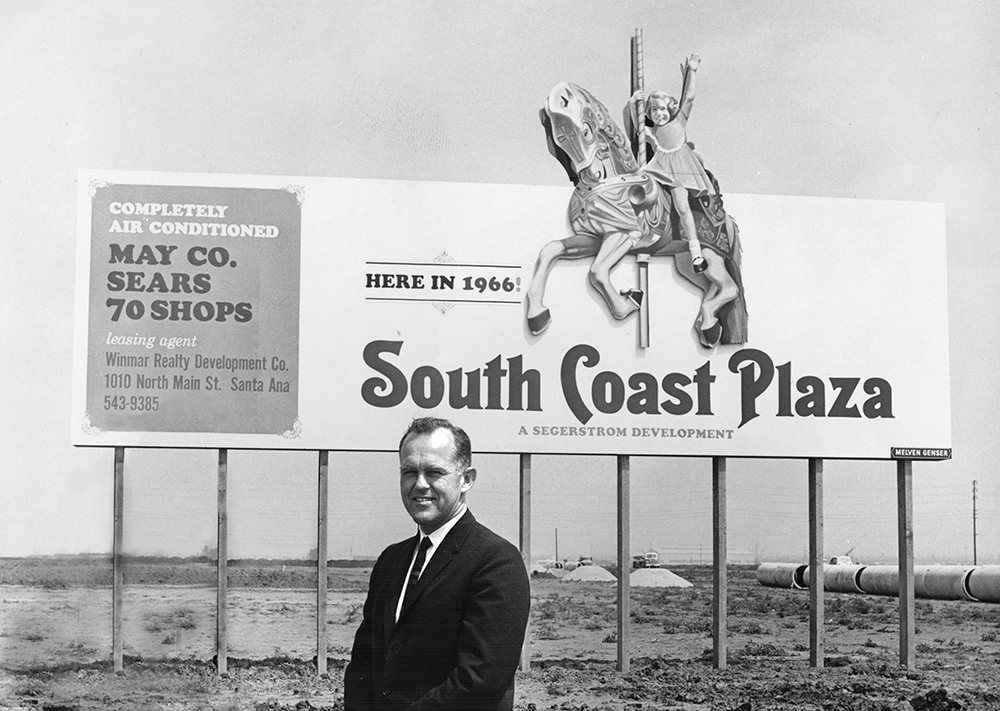 COMPLETELY
AIR CONDITIONED
MAY CO.
SEARS
70 SHOPS
leasing agent
Winmar Realty Development Co.
1010 North Main St. Santa Ana
543-9385
HERE IN 1966!
South Coast Plaza
A SEGERSTROM DEVELOPMENT
MELVEN GENSER